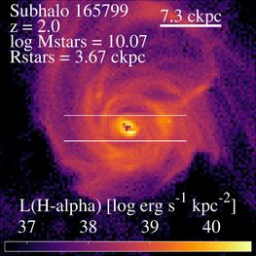 Subhalo 165799
7.3 ckpc
z = 2.0
log Mstars = 10.07
Rstars = 3.67 ckpc
L(H-alpha) [log erg s⁻¹ kpc⁻²]
37 38 39 40